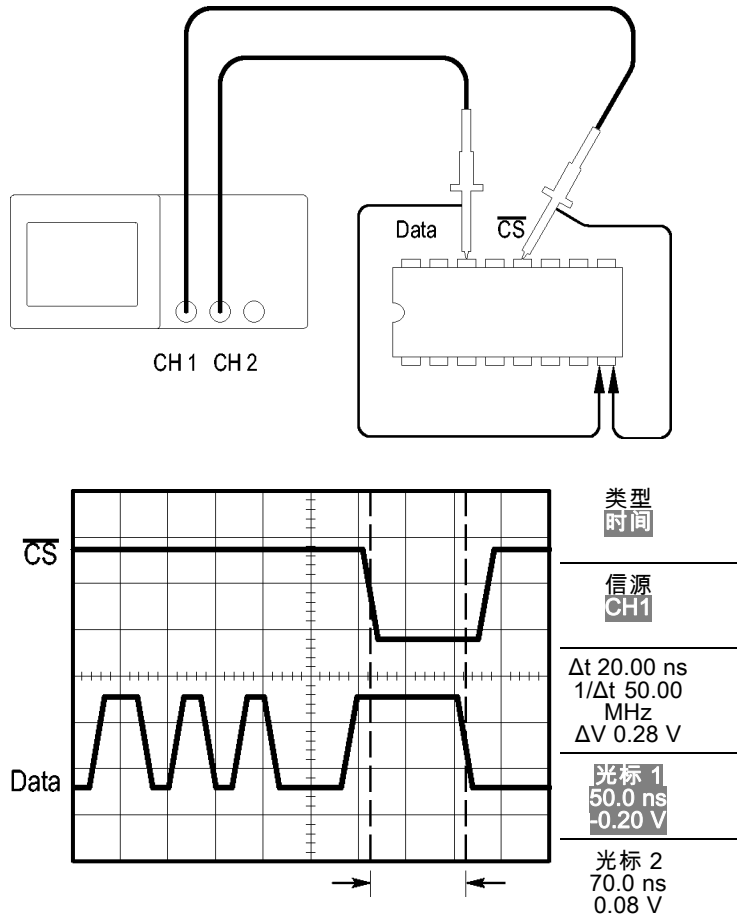 Data
C̅S̅
CH 1 CH 2
C̅S̅
Data
类型
时间
信源
CH1
Δt 20.00 ns
1/Δt 50.00
MHz
ΔV 0.28 V
光标 1
50.0 ns
-0.20 V
光标 2
70.0 ns
0.08 V